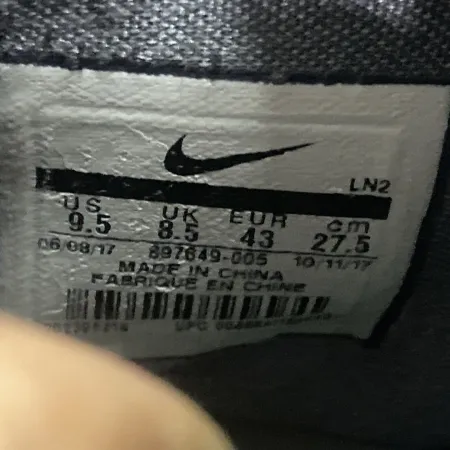 LN2
US UK EUR cm
9.5 8.5 43 27.5
06/08/17 897649-005 10/11/17
MADE IN CHINA
FABRIQUE EN CHINE
UPC